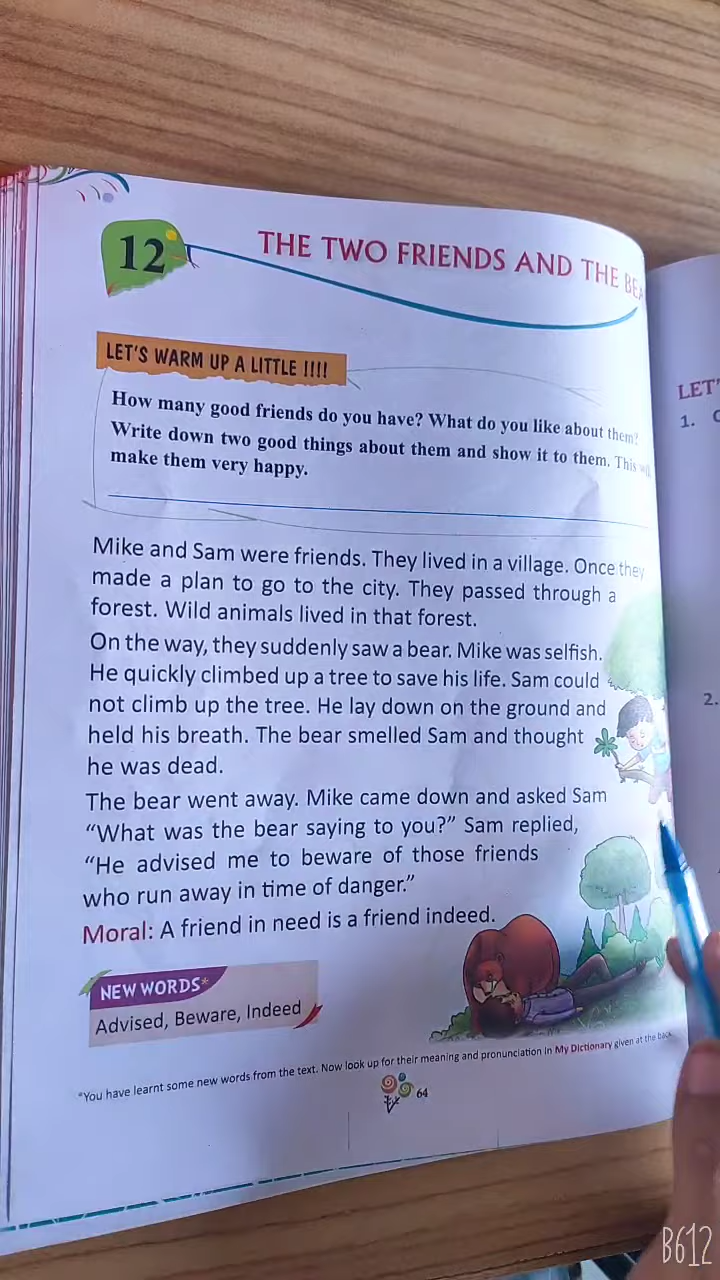 12
THE TWO FRIENDS AND THE
LET'S WARM UP A LITTLE !!!!
How many good friends do you have? What do you like about them?
Write down two good things about them and show it to them. This
make them very happy.
Mike and Sam were friends. They lived in a village. Once they
made a plan to go to the city. They passed through a
forest. Wild animals lived in that forest.
On the way, they suddenly saw a bear. Mike was selfish.
He quickly climbed up a tree to save his life. Sam could
not climb up the tree. He lay down on the ground and
held his breath. The bear smelled Sam and thought
he was dead.
The bear went away. Mike came down and asked Sam
“What was the bear saying to you?” Sam replied,
“He advised me to beware of those friends
who run away in time of danger.”
Moral: A friend in need is a friend indeed.
NEW WORDS*
Advised, Beware, Indeed
*You have learnt some new words from the text. Now look up for their meaning and pronunciation in My Dictionary given at the back.
64
LET'
1.
2.
B612